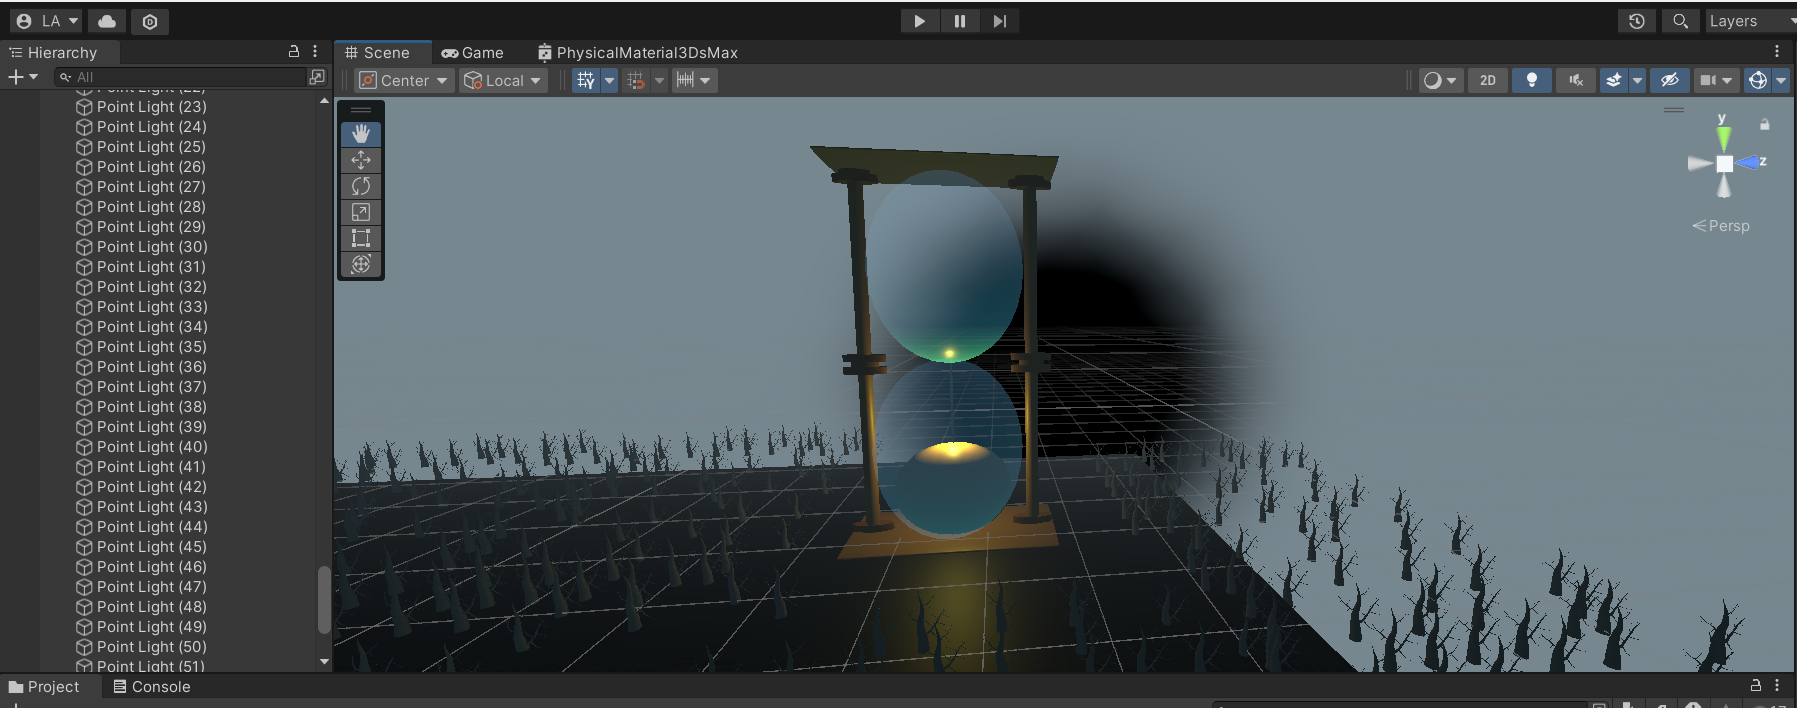 LA
Layers
Hierarchy
Scene
Game
PhysicalMaterial3DsMax
All
Center
Local
2D
Point Light (22)
Point Light (23)
Point Light (24)
Point Light (25)
Point Light (26)
Point Light (27)
Point Light (28)
Point Light (29)
Point Light (30)
Point Light (31)
Point Light (32)
Point Light (33)
Point Light (34)
Point Light (35)
Point Light (36)
Point Light (37)
Point Light (38)
Point Light (39)
Point Light (40)
Point Light (41)
Point Light (42)
Point Light (43)
Point Light (44)
Point Light (45)
Point Light (46)
Point Light (47)
Point Light (48)
Point Light (49)
Point Light (50)
Point Light (51)
y
z
Persp
Project
Console